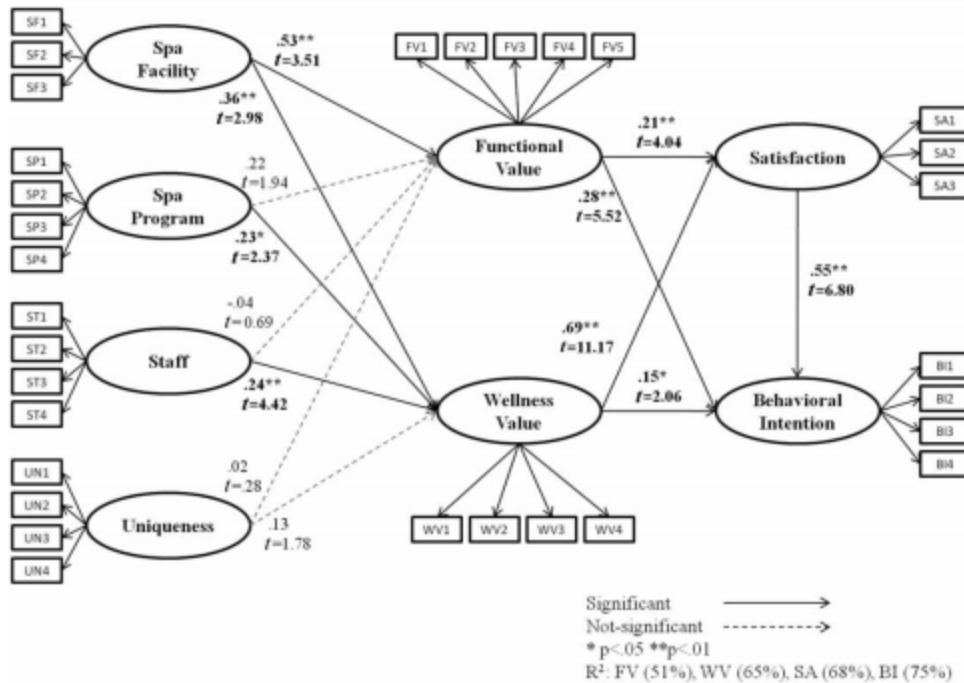 SF1
SF2
SF3
Spa
Facility
.53**
t=3.51
.36**
t=2.98
SP1
SP2
SP3
SP4
Spa
Program
.22
t=1.94
.23*
t=2.37
ST1
ST2
ST3
ST4
Staff
-.04
t=0.69
.24**
t=4.42
UN1
UN2
UN3
UN4
Uniqueness
.02
t=.28
.13
t=1.78
FV1
FV2
FV3
FV4
FV5
Functional
Value
.21**
t=4.04
.28**
t=5.52
Wellness
Value
.69**
t=11.17
.15*
t=2.06
WV1
WV2
WV3
WV4
Satisfaction
SA1
SA2
SA3
.55**
t=6.80
Behavioral
Intention
BI1
BI2
BI3
BI4
Significant
Not-significant
* p<.05 **p<.01
R²: FV (51%), WV (65%), SA (68%), BI (75%)